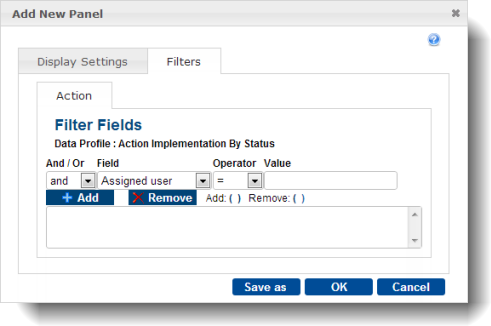 Add New Panel
Display Settings Filters
Action
Filter Fields
Data Profile : Action Implementation By Status
And / Or Field Operator Value
and Assigned user =
Add Remove Add: ( ) Remove: ( )
Save as OK Cancel